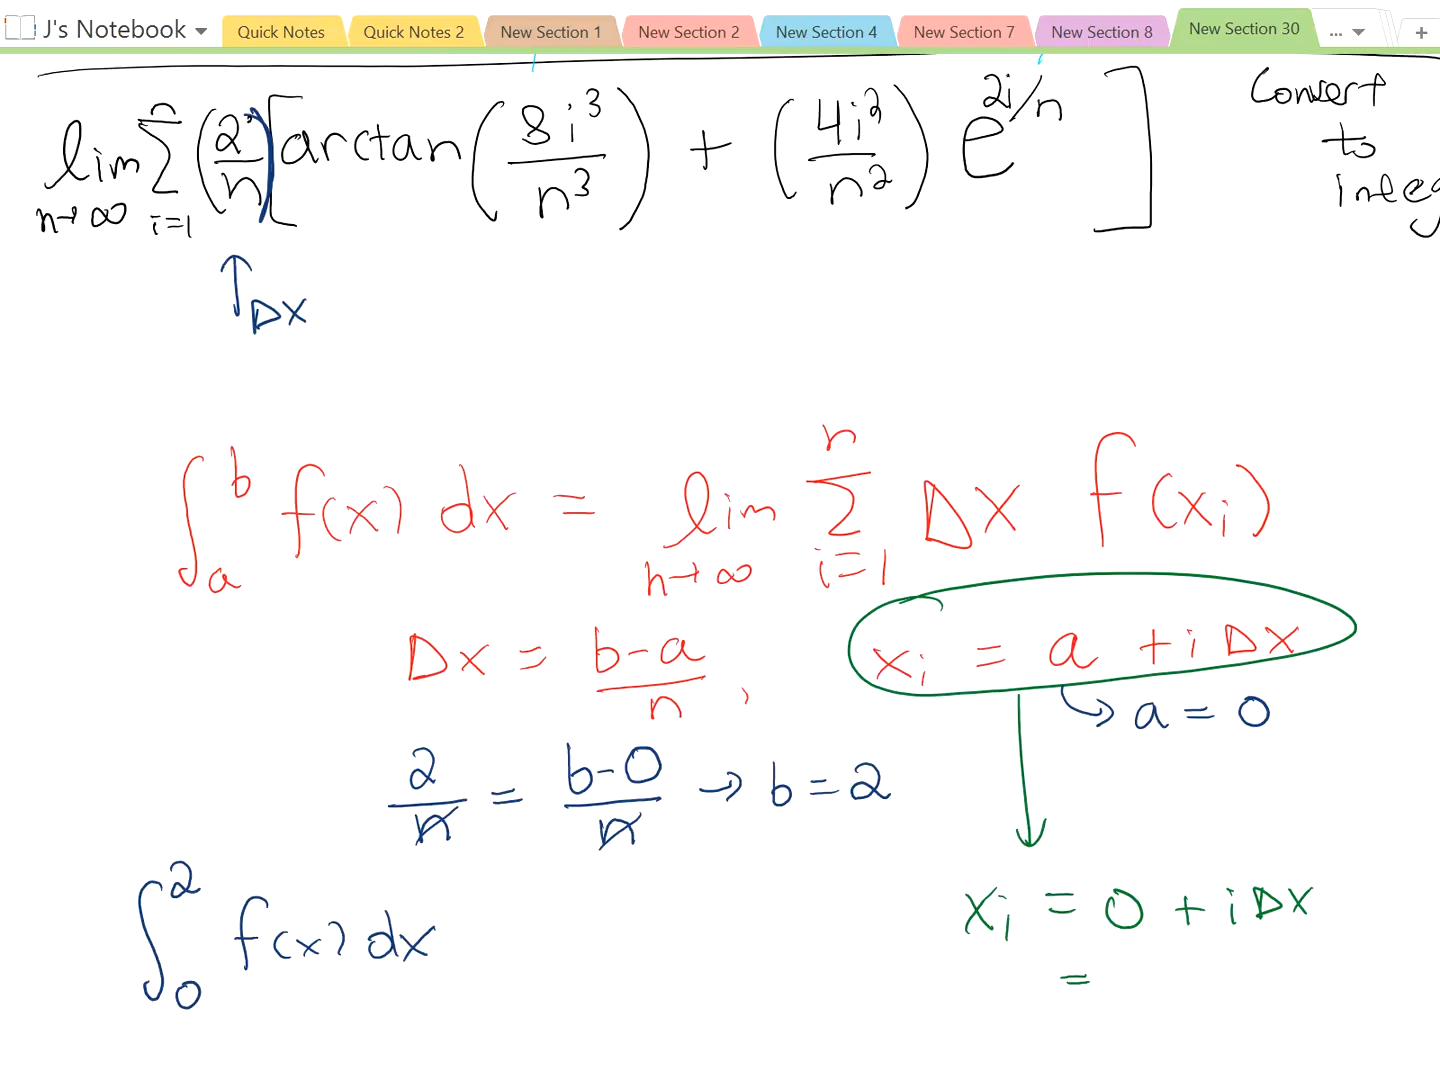 J's Notebook Quick Notes Quick Notes 2 New Section 1 New Section 2 New Section 4 New Section 7 New Section 8 New Section 30 ... +
lim n→∞ ∑ i=1 n (2/n) [arctan(8i³/n³) + (4i²/n²) e^{2i/n}] Convert
to
integ
↑ Δx
∫_a^b f(x) dx = lim n→∞ ∑ i=1 n Δx f(x_i)
Δx = (b-a)/n , x_i = a + i Δx
↳ a = 0
2/n = (b-0)/n → b = 2
∫_0^2 f(x) dx
x_i = 0 + i Δx
=